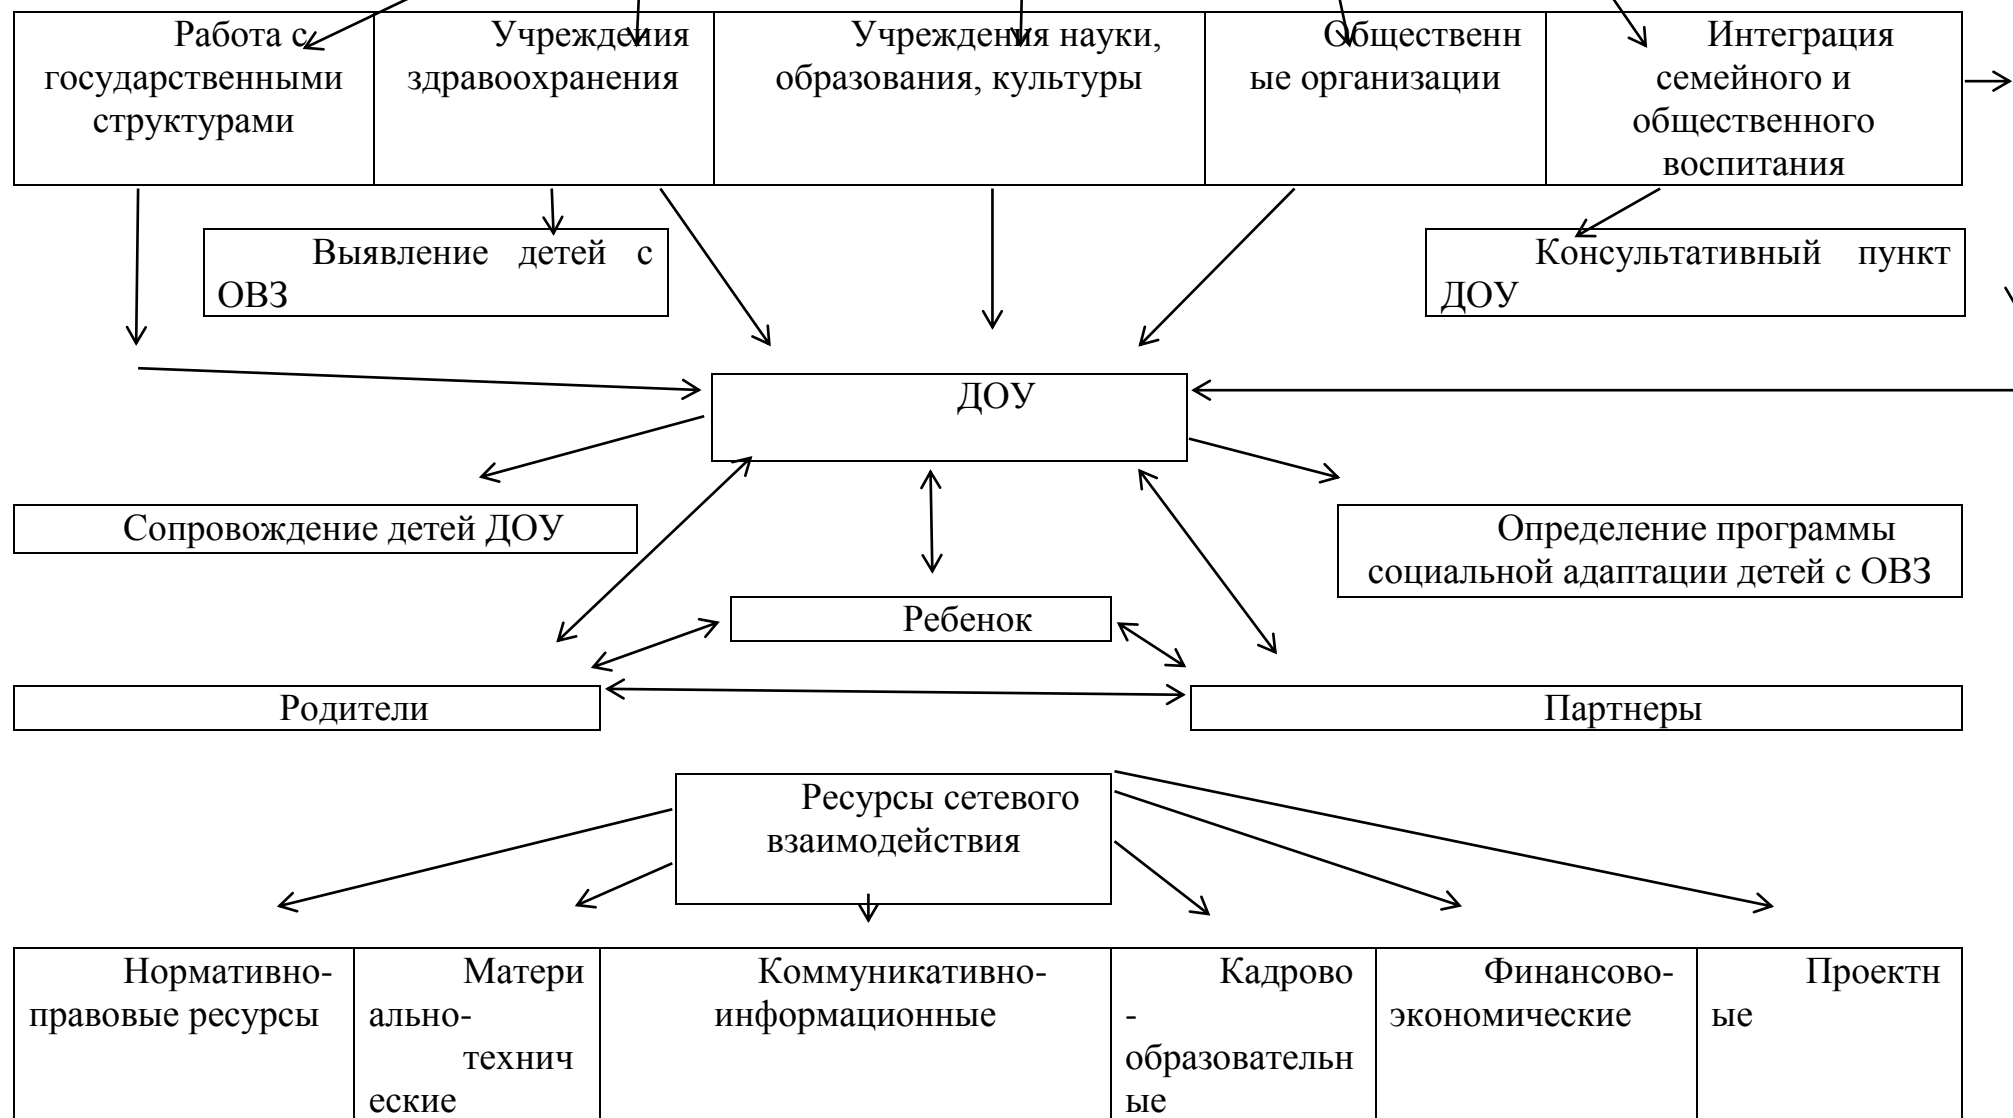 Работа с
государственными
структурами
Учреждения
здравоохранения
Учреждения науки,
образования, культуры
Общественн
ые организации
Интеграция
семейного и
общественного
воспитания
Выявление детей с
ОВЗ
Консультативный пункт
ДОУ
ДОУ
Сопровождение детей ДОУ
Определение программы
социальной адаптации детей с ОВЗ
Ребенок
Родители
Партнеры
Ресурсы сетевого
взаимодействия
Нормативно-
правовые ресурсы
Матери
ально-
технич
еские
Коммуникативно-
информационные
Кадрово
-
образовательн
ые
Финансово-
экономические
Проектн
ые